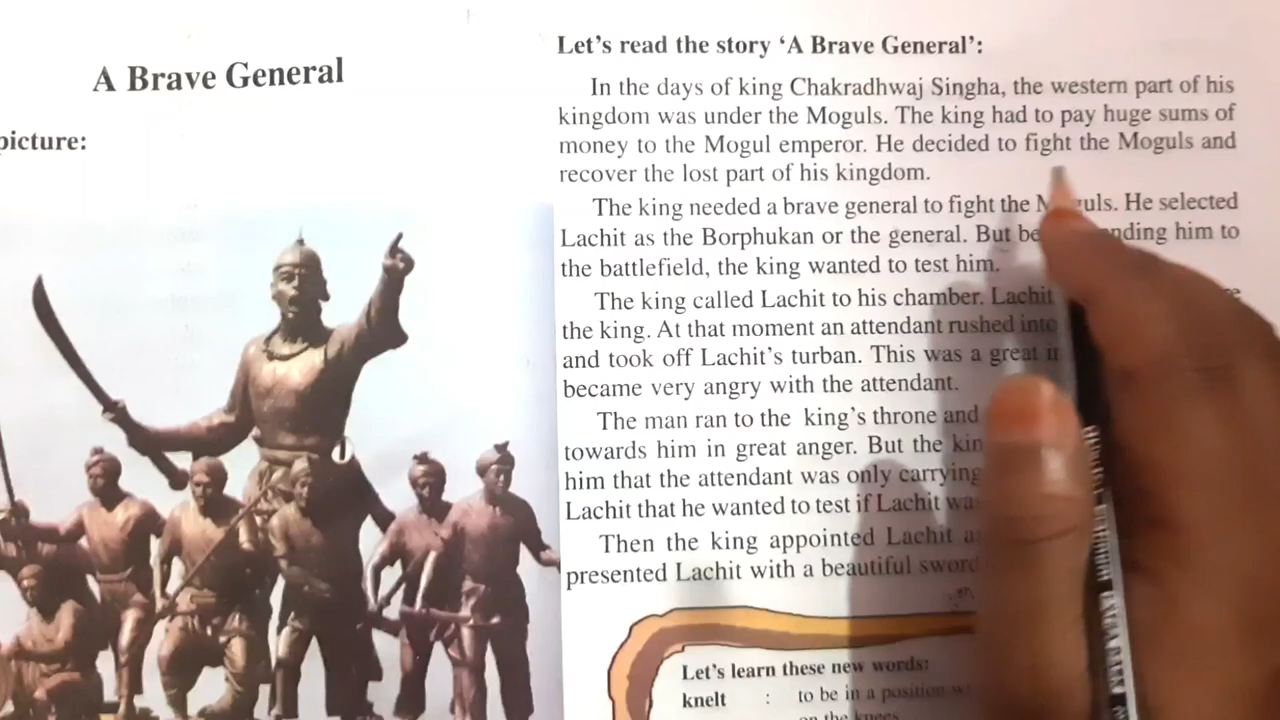 A Brave General
picture:
Let's read the story 'A Brave General':
In the days of king Chakradhwaj Singha, the western part of his
kingdom was under the Moguls. The king had to pay huge sums of
money to the Mogul emperor. He decided to fight the Moguls and
recover the lost part of his kingdom.
The king needed a brave general to fight the He selected
Lachit as the Borphukan or the general. But him to
the battlefield, the king wanted to test him.
The king called Lachit to his chamber. Lachit
the king. At that moment an attendant rushed into
and took off Lachit's turban. This was a great
became very angry with the attendant.
The man ran to the king's throne and
towards him in great anger. But the
him that the attendant was only carrying
Lachit that he wanted to test if Lachit
Then the king appointed Lachit
presented Lachit with a beautiful sword
Let's learn these new words:
knelt : to be in a position
on the knees